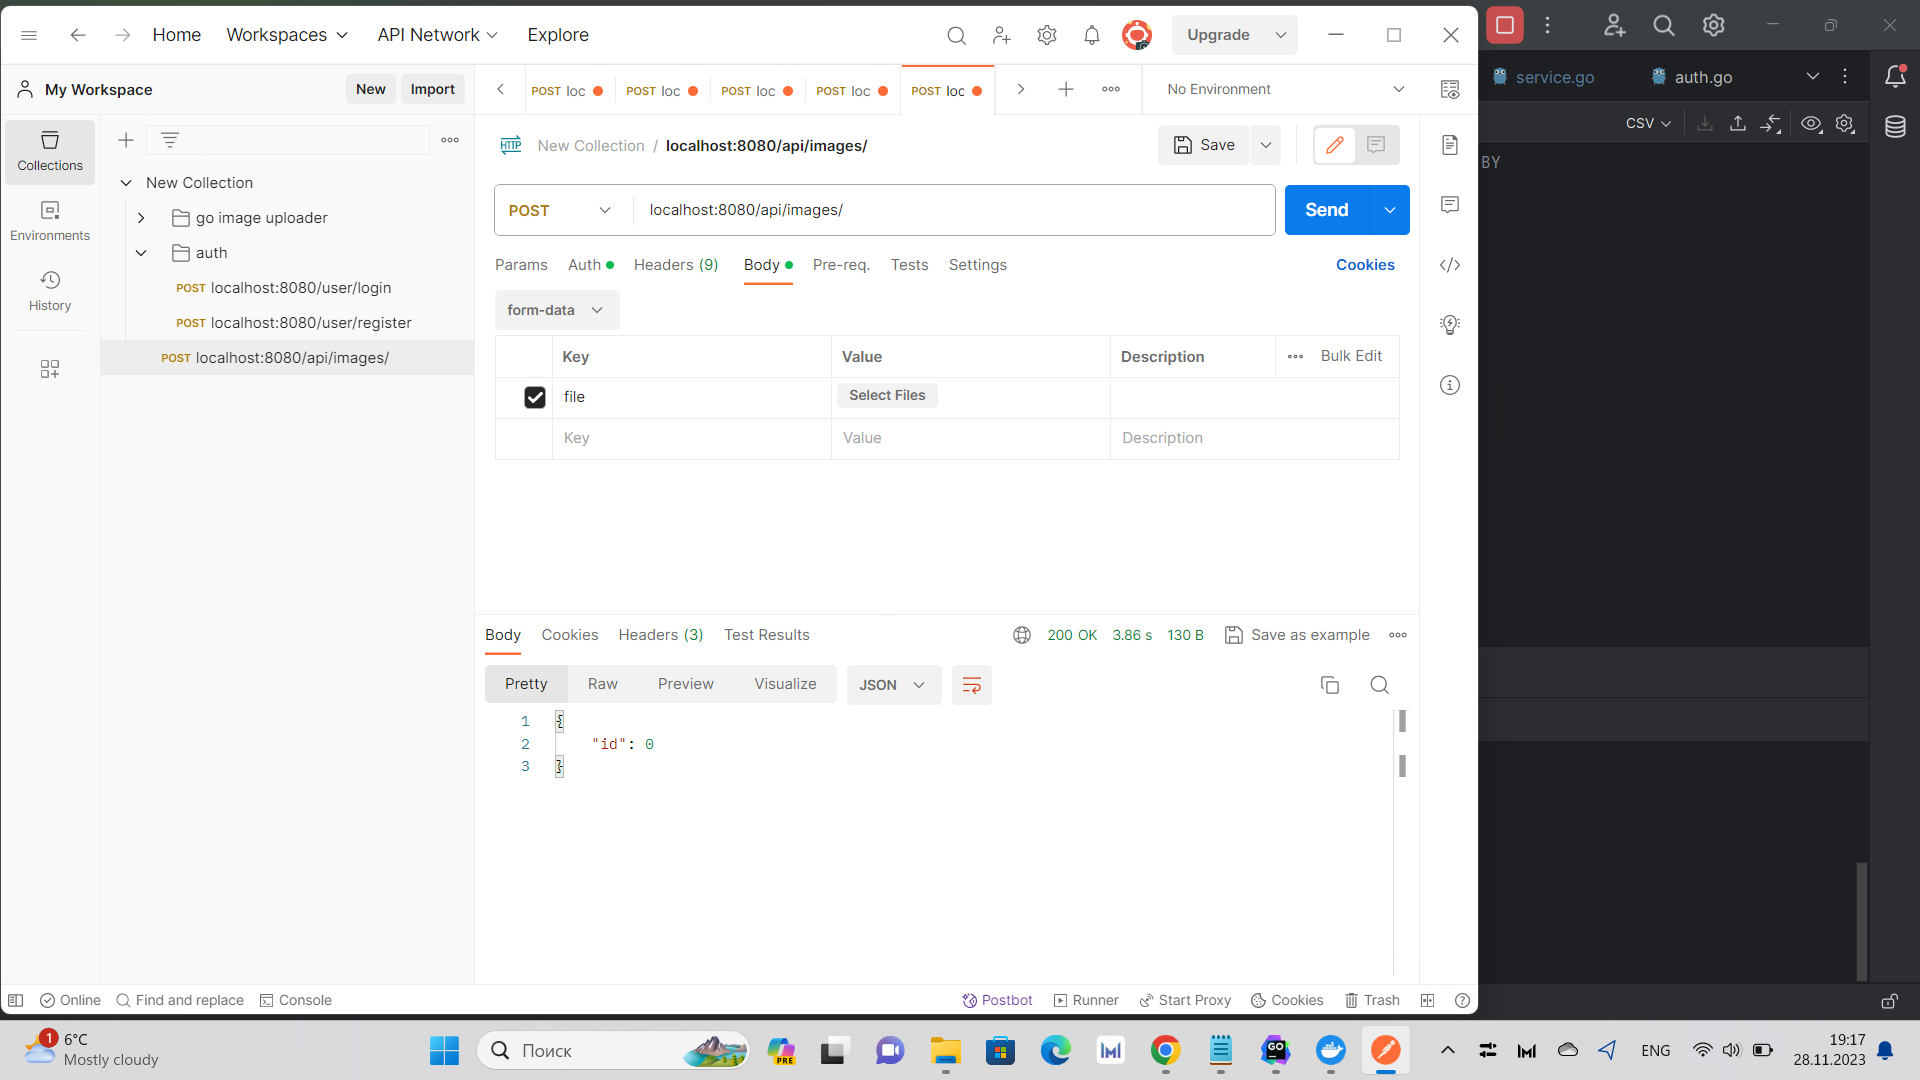 Home Workspaces API Network Explore Upgrade
My Workspace New Import
POST loc POST loc POST loc POST loc POST loc No Environment
service.go auth.go
CSV
Collections
Environments
History
New Collection
go image uploader
auth
POST localhost:8080/user/login
POST localhost:8080/user/register
POST localhost:8080/api/images/
HTTP New Collection / localhost:8080/api/images/ Save
BY
POST localhost:8080/api/images/ Send
Params Auth Headers (9) Body Pre-req. Tests Settings Cookies
form-data
Key Value Description Bulk Edit
file Select Files
Key Value Description
Body Cookies Headers (3) Test Results 200 OK 3.86 s 130 B Save as example
Pretty Raw Preview Visualize JSON
1 {
2 "id": 0
3 }
Online Find and replace Console Postbot Runner Start Proxy Cookies Trash
1 6°C
Mostly cloudy
Поиск
PRE
GO
ENG
19:17
28.11.2023